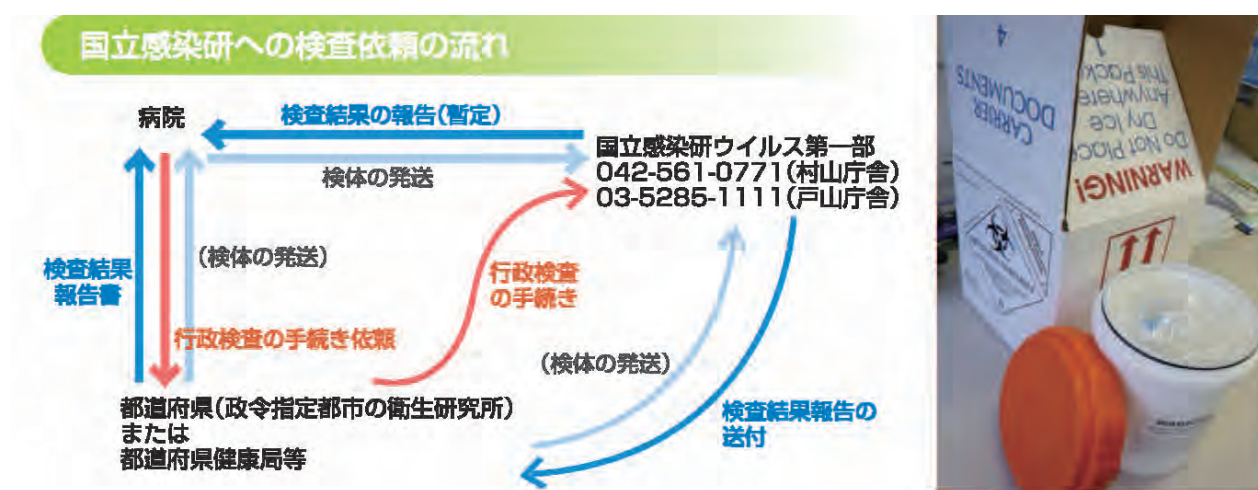 国立感染研への検査依頼の流れ
病院
検査結果の報告(暫定)
検体の発送
国立感染研ウイルス第一部
042-561-0771(村山庁舎)
03-5285-1111(戸山庁舎)
検査結果
報告書
(検体の発送)
行政検査
の手続き
行政検査の手続き依頼
(検体の発送)
都道府県(政令指定都市の衛生研究所)
または
都道府県健康局等
検査結果報告の
送付
4
CARRIER
DOCUMENTS
WARNING!
Do Not Place
Dry Ice
Anywhere
This Pack
1